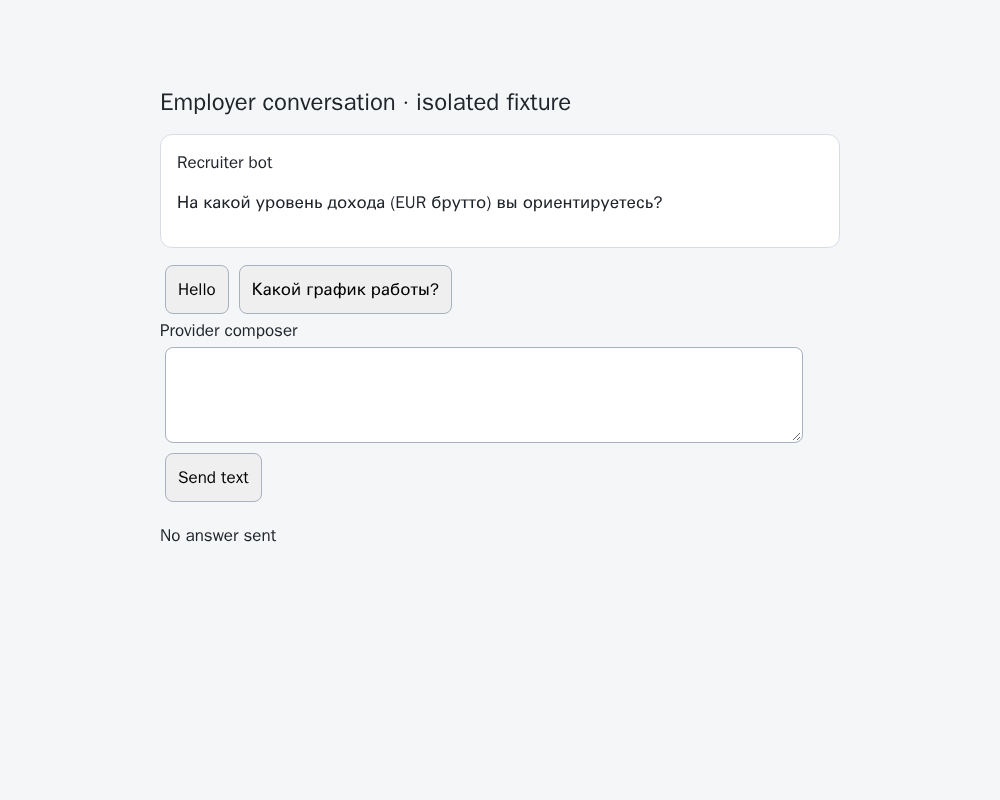 Employer conversation · isolated fixture
Recruiter bot
На какой уровень дохода (EUR брутто) вы ориентируетесь?
Hello
Какой график работы?
Provider composer
Send text
No answer sent